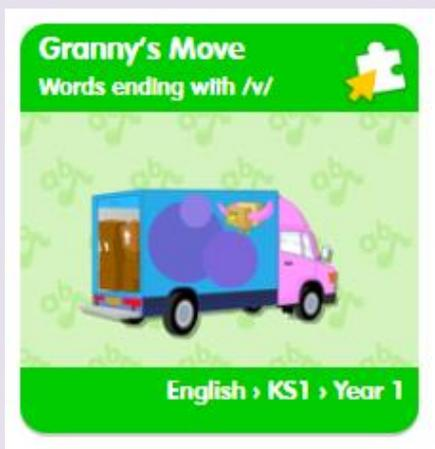 Granny's Move
Words ending with /v/
English › KS1 › Year 1